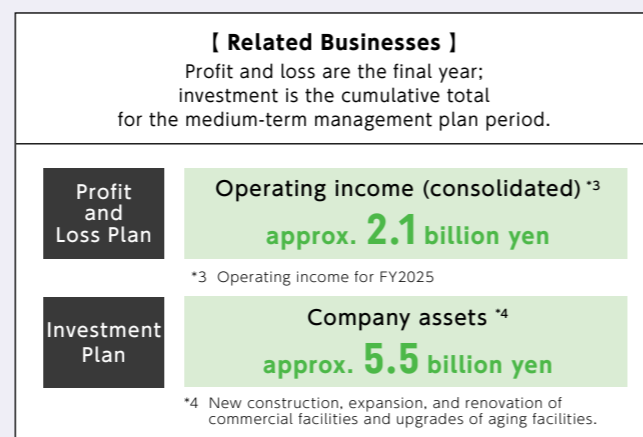 【 Related Businesses 】
Profit and loss are the final year;
investment is the cumulative total
for the medium-term management plan period.
Profit
and
Loss Plan
Operating income (consolidated) *3
approx. 2.1 billion yen
*3 Operating income for FY2025
Investment
Plan
Company assets *4
approx. 5.5 billion yen
*4 New construction, expansion, and renovation of
commercial facilities and upgrades of aging facilities.